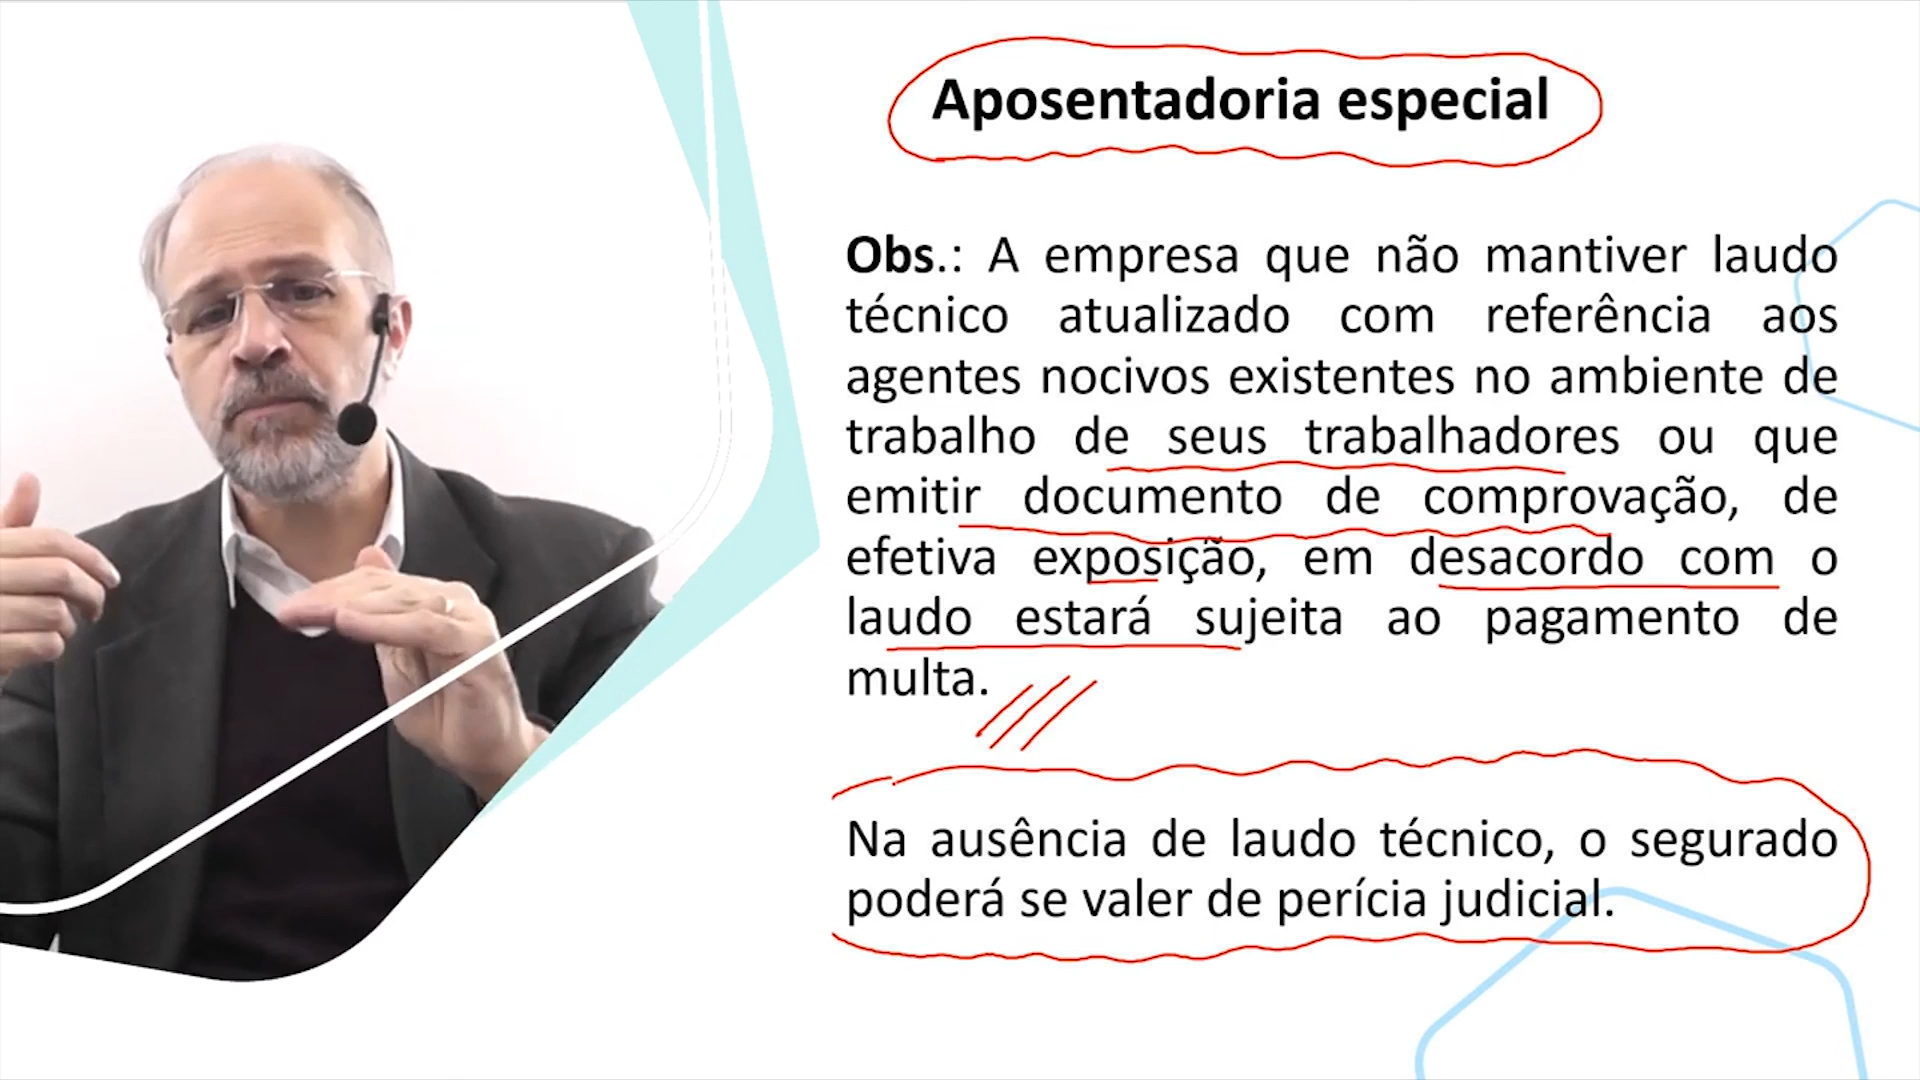 Aposentadoria especial
Obs.: A empresa que não mantiver laudo
técnico atualizado com referência aos
agentes nocivos existentes no ambiente de
trabalho de seus trabalhadores ou que
emitir documento de comprovação, de
efetiva exposição, em desacordo com o
laudo estará sujeita ao pagamento de
multa.
Na ausência de laudo técnico, o segurado
poderá se valer de perícia judicial.